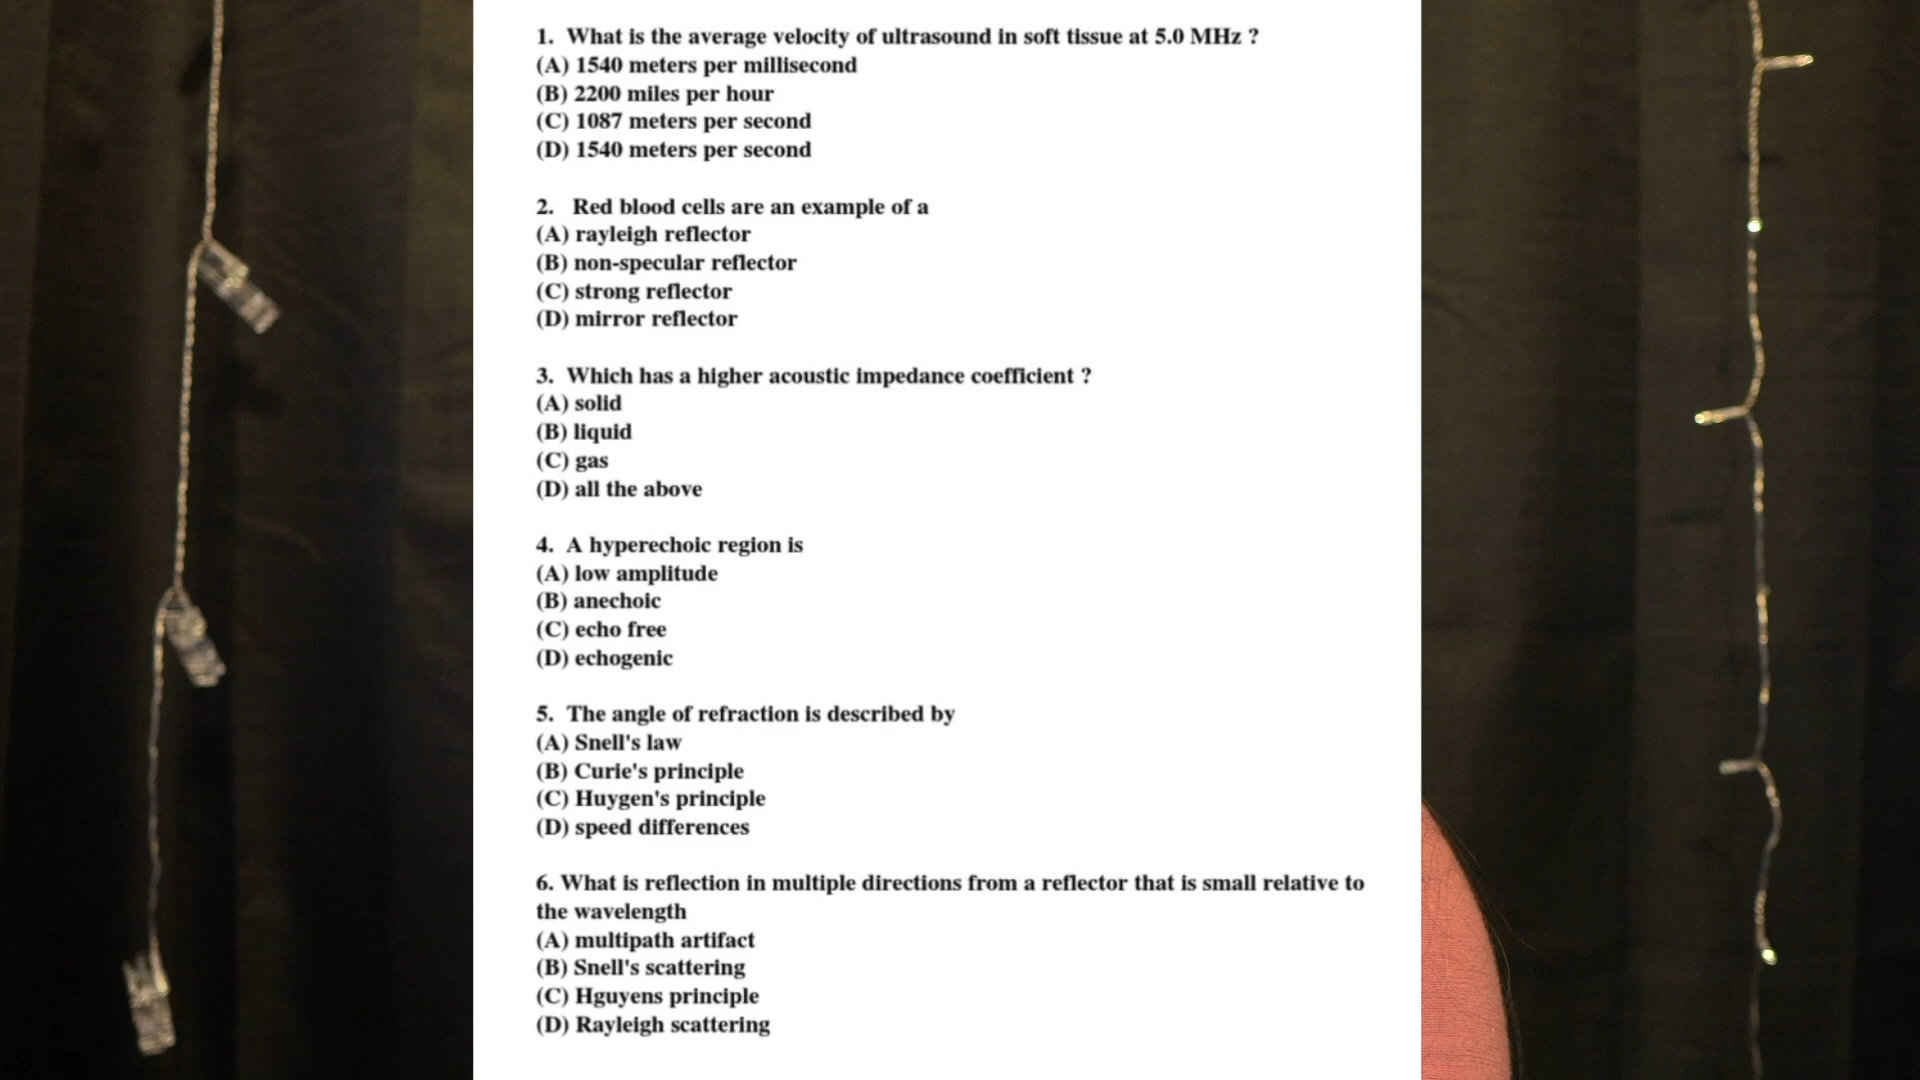 1. What is the average velocity of ultrasound in soft tissue at 5.0 MHz ?
(A) 1540 meters per millisecond
(B) 2200 miles per hour
(C) 1087 meters per second
(D) 1540 meters per second
2. Red blood cells are an example of a
(A) rayleigh reflector
(B) non-specular reflector
(C) strong reflector
(D) mirror reflector
3. Which has a higher acoustic impedance coefficient ?
(A) solid
(B) liquid
(C) gas
(D) all the above
4. A hyperechoic region is
(A) low amplitude
(B) anechoic
(C) echo free
(D) echogenic
5. The angle of refraction is described by
(A) Snell's law
(B) Curie's principle
(C) Huygen's principle
(D) speed differences
6. What is reflection in multiple directions from a reflector that is small relative to
the wavelength
(A) multipath artifact
(B) Snell's scattering
(C) Hguyens principle
(D) Rayleigh scattering